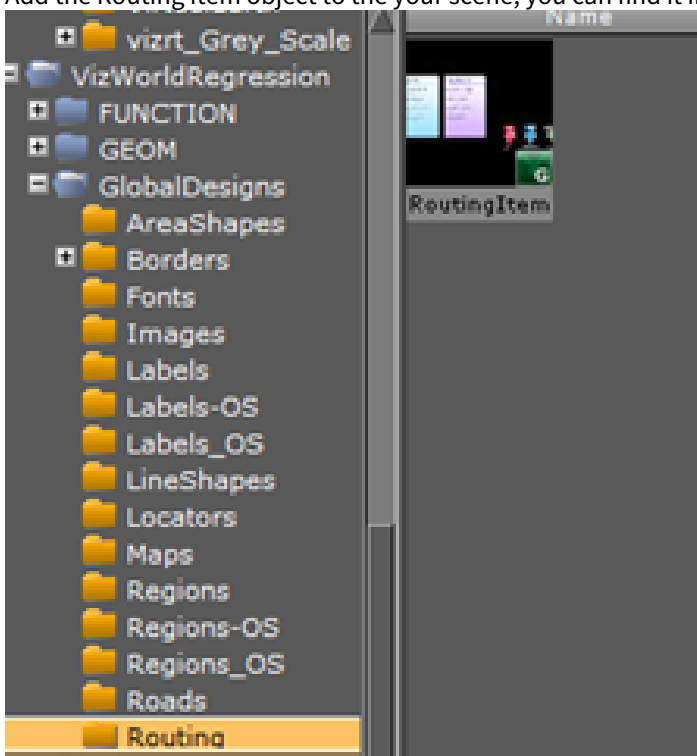 Add the Routing Item object to the your scene, you can find it i
vizrt_Grey_Scale
VizWorldRegression
FUNCTION
GEOM
GlobalDesigns
AreaShapes
Borders
Fonts
Images
Labels
Labels-OS
Labels_OS
LineShapes
Locators
Maps
Regions
Regions-OS
Regions_OS
Roads
Routing
Name
G
RoutingItem